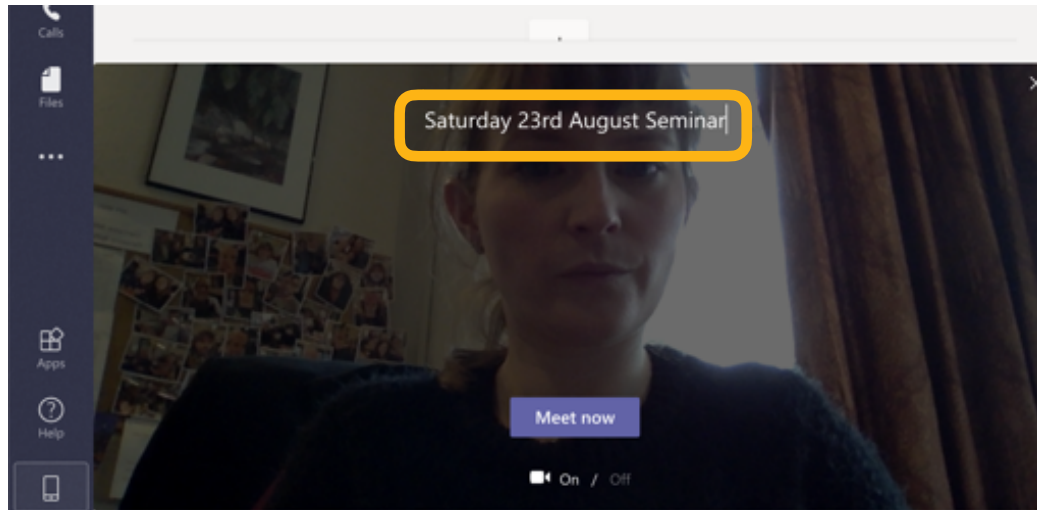 Calls
Files
Saturday 23rd August Seminar
Apps
Help
Meet now
On / Off